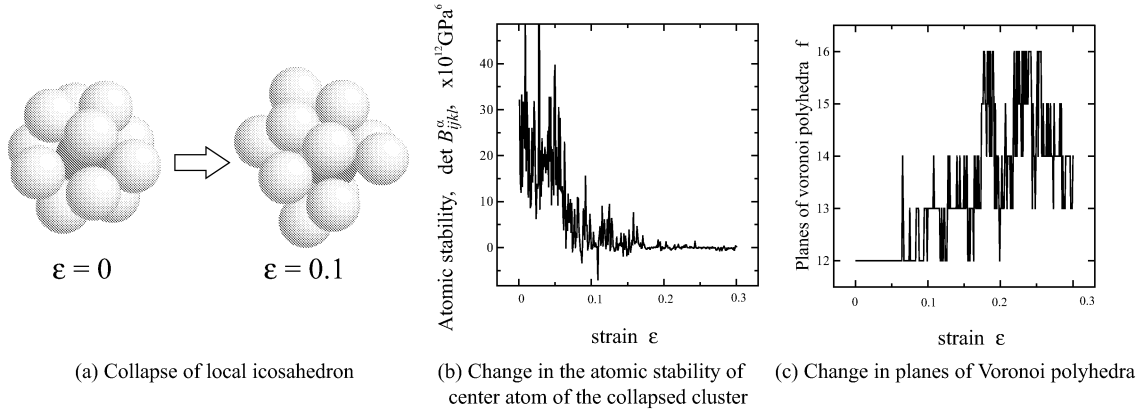 ε = 0
ε = 0.1
(a) Collapse of local icosahedron
Atomic stability, det B^α_ijkl, x10^12 GPa^6
40
30
20
10
0
0
0.1
0.2
0.3
strain ε
(b) Change in the atomic stability of
center atom of the collapsed cluster
Planes of voronoi polyhedra f
16
15
14
13
12
0
0.1
0.2
0.3
strain ε
(c) Change in planes of Voronoi polyhedra